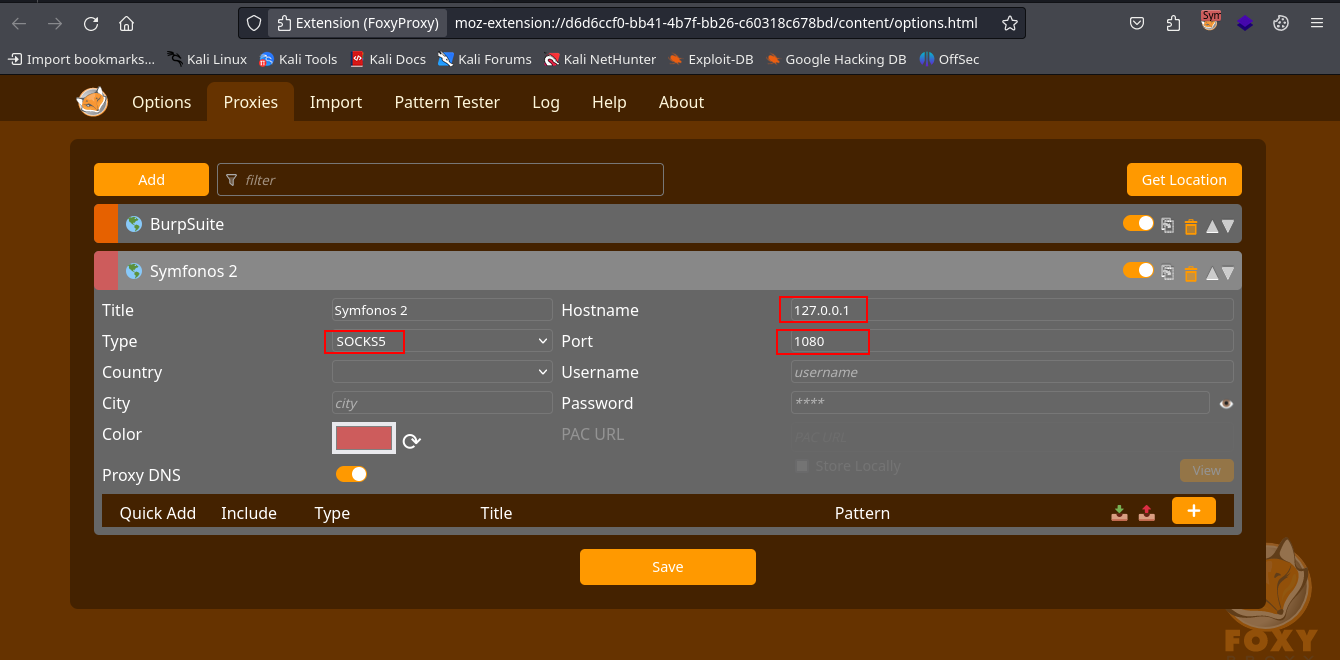 Extension (FoxyProxy) moz-extension://d6d6ccf0-bb41-4b7f-bb26-c60318c678bd/content/options.html Sym
Import bookmarks... Kali Linux Kali Tools Kali Docs Kali Forums Kali NetHunter Exploit-DB Google Hacking DB OffSec
Options Proxies Import Pattern Tester Log Help About
Add filter Get Location
BurpSuite
Symfonos 2
Title Symfonos 2 Hostname 127.0.0.1
Type SOCKS5 Port 1080
Country Username username
City city Password ****
Color PAC URL PAC URL
Store Locally
Proxy DNS View
Quick Add Include Type Title Pattern +
Save
FOXY